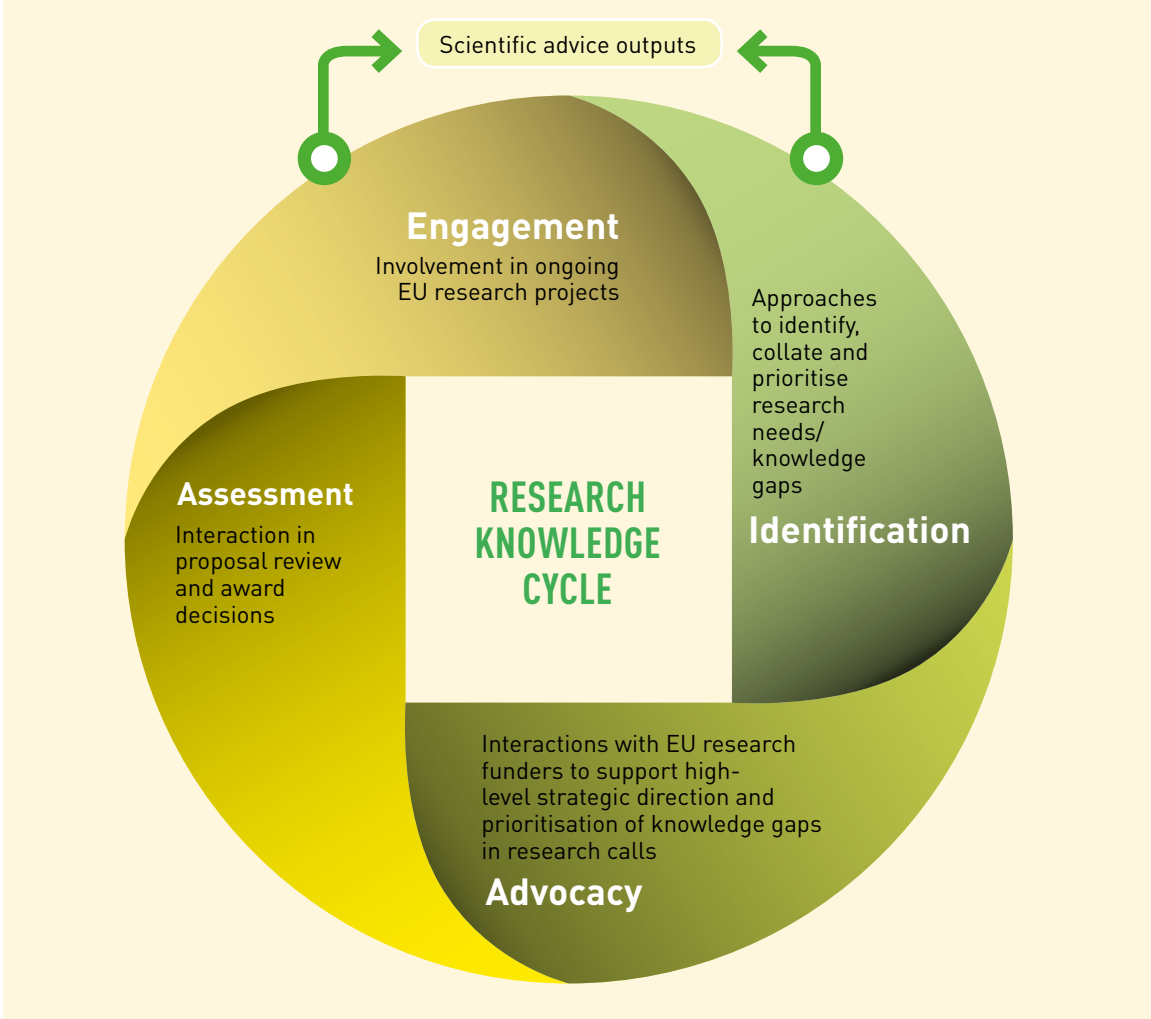 Scientific advice outputs
Engagement
Involvement in ongoing
EU research projects
Approaches
to identify,
collate and
prioritise
research
needs/
knowledge
gaps
Identification
Assessment
Interaction in
proposal review
and award
decisions
RESEARCH
KNOWLEDGE
CYCLE
Interactions with EU research
funders to support high-
level strategic direction and
prioritisation of knowledge gaps
in research calls
Advocacy